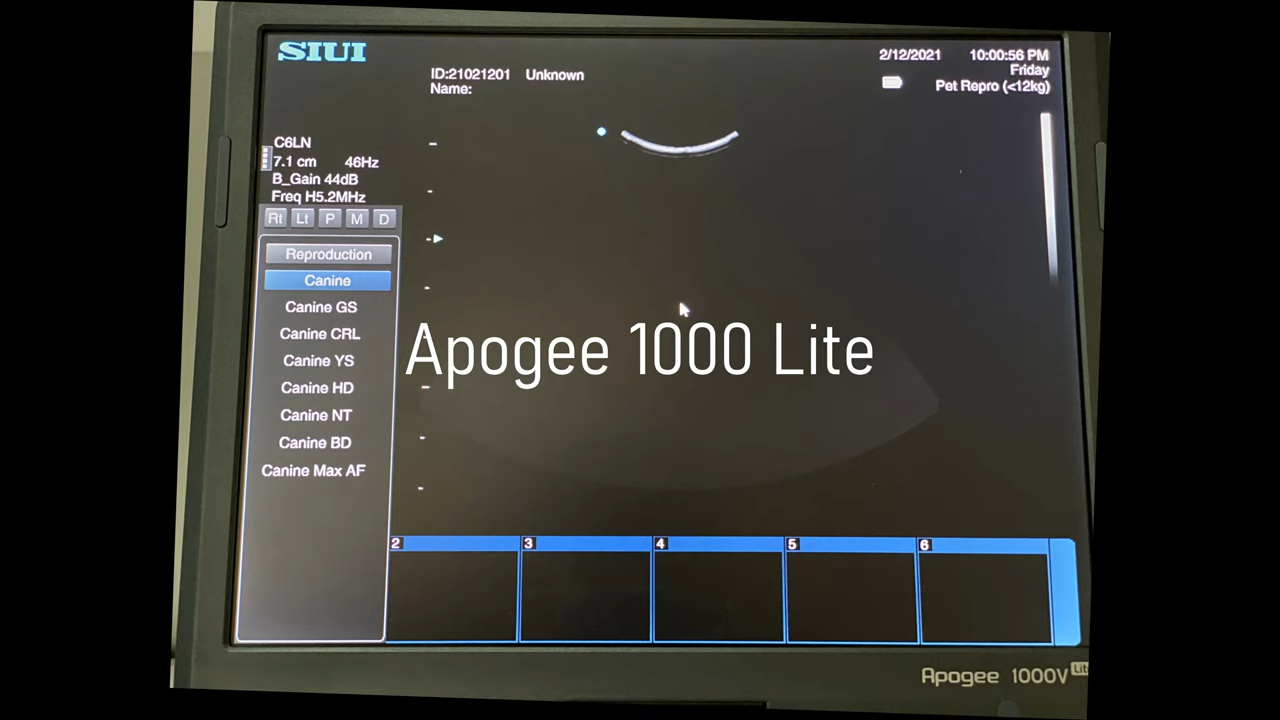 SIUI
2/12/2021 10:00:56 PM
Friday
ID:21021201 Unknown
Name:
Pet Repro (<12kg)
C6LN
7.1 cm 46Hz
B_Gain 44dB
Freq H5.2MHz
Rt Lt P M D
Reproduction
Canine
Canine GS
Canine CRL
Canine YS
Canine HD
Canine NT
Canine BD
Canine Max AF
Apogee 1000 Lite
2 3 4 5 6
Apogee 1000V Lite